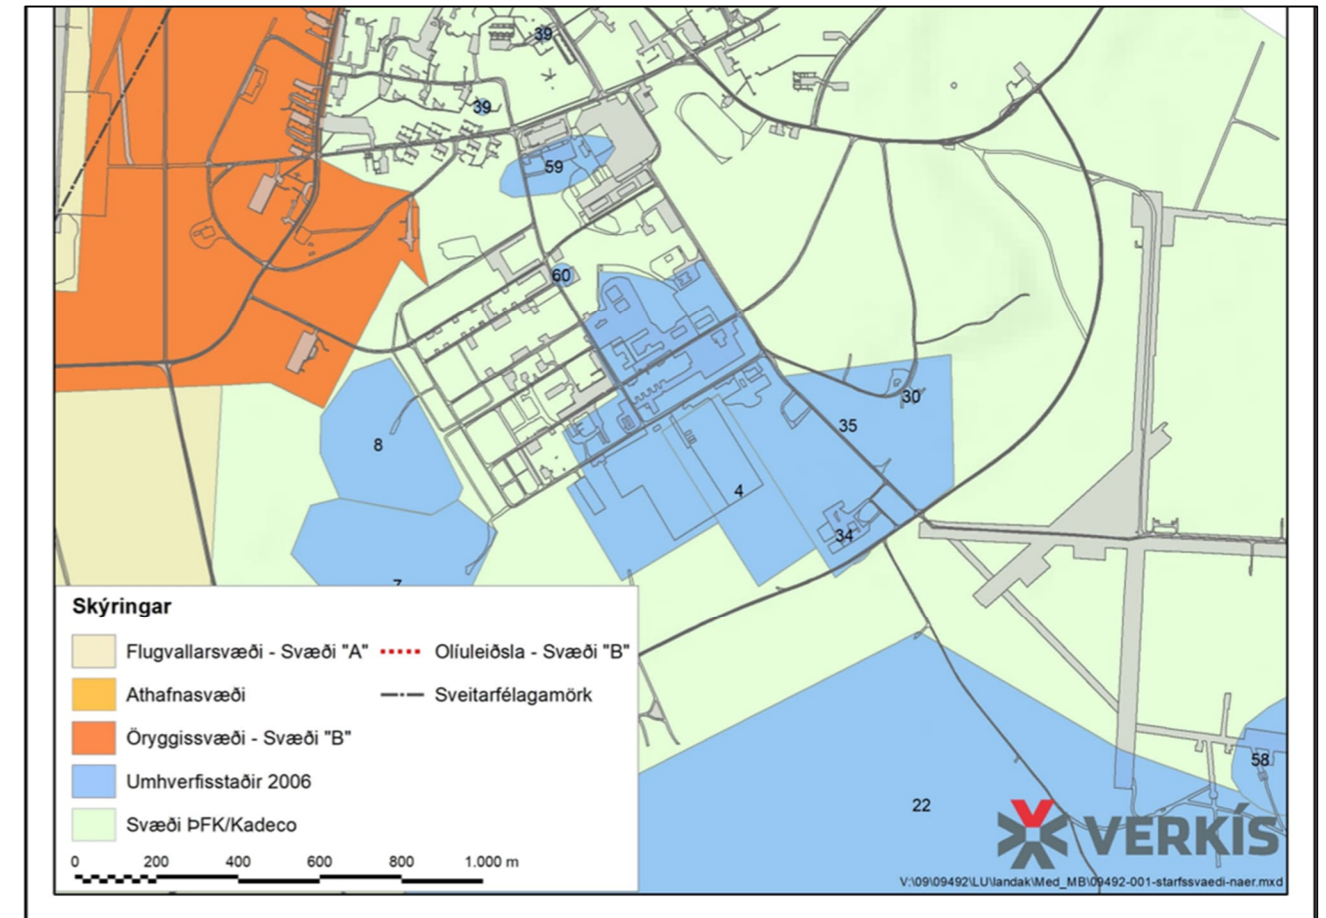 39
39
59
60
30
35
8
4
34
7
Skýringar
Flugvallarsvæði - Svæði "A"
Olíuleiðsla - Svæði "B"
Athafnasvæði
Sveitarfélagamörk
Öryggissvæði - Svæði "B"
Umhverfisstaðir 2006
Svæði ÞFK/Kadeco
0 200 400 600 800 1.000 m
58
22
VERKÍS
V:\09\09492\LU\landak\Med_MB\09492-001-starfssvaedi-naer.mxd